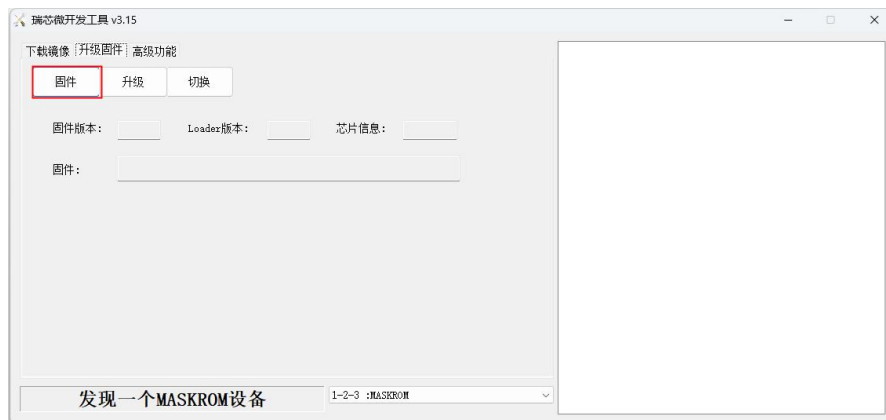 瑞芯微开发工具 v3.15
下载镜像 升级固件 高级功能
固件 升级 切换
固件版本: Loader版本: 芯片信息:
固件:
发现一个MASKROM设备 1-2-3 :MASKROM